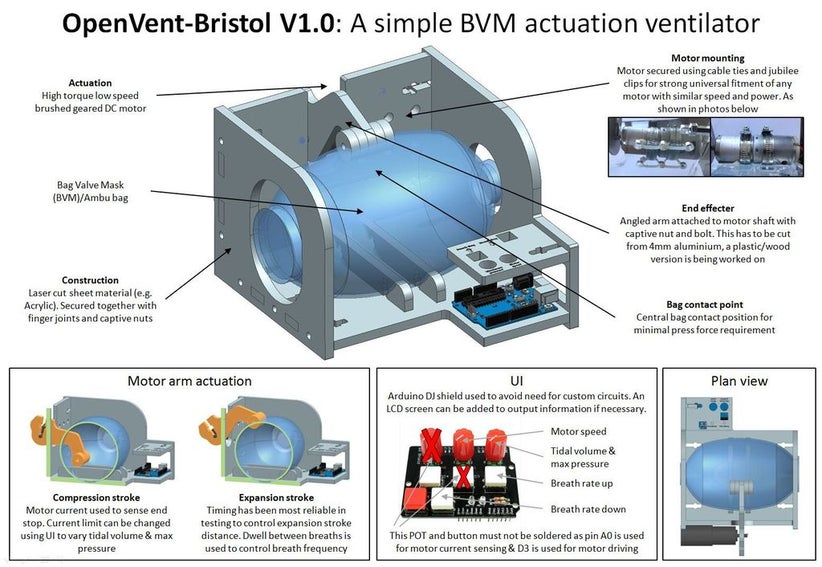 OpenVent-Bristol V1.0: A simple BVM actuation ventilator
Actuation
High torque low speed
brushed geared DC motor
Motor mounting
Motor secured using cable ties and jubilee
clips for strong universal fitment of any
motor with similar speed and power. As
shown in photos below
Bag Valve Mask
(BVM)/Ambu bag
End effecter
Angled arm attached to motor shaft with
captive nut and bolt. This has to be cut
from 4mm aluminium, a plastic/wood
version is being worked on
Construction
Laser cut sheet material (e.g.
Acrylic). Secured together with
finger joints and captive nuts
Bag contact point
Central bag contact position for
minimal press force requirement
Motor arm actuation
Compression stroke
Motor current used to sense end
stop. Current limit can be changed
using UI to vary tidal volume & max
pressure
Expansion stroke
Timing has been most reliable in
testing to control expansion stroke
distance. Dwell between breaths is
used to control breath frequency
UI
Arduino DJ shield used to avoid need for custom circuits. An
LCD screen can be added to output information if necessary.
Motor speed
Tidal volume &
max pressure
Breath rate up
Breath rate down
This POT and button must not be soldered as pin A0 is used
for motor current sensing & D3 is used for motor driving
Plan view